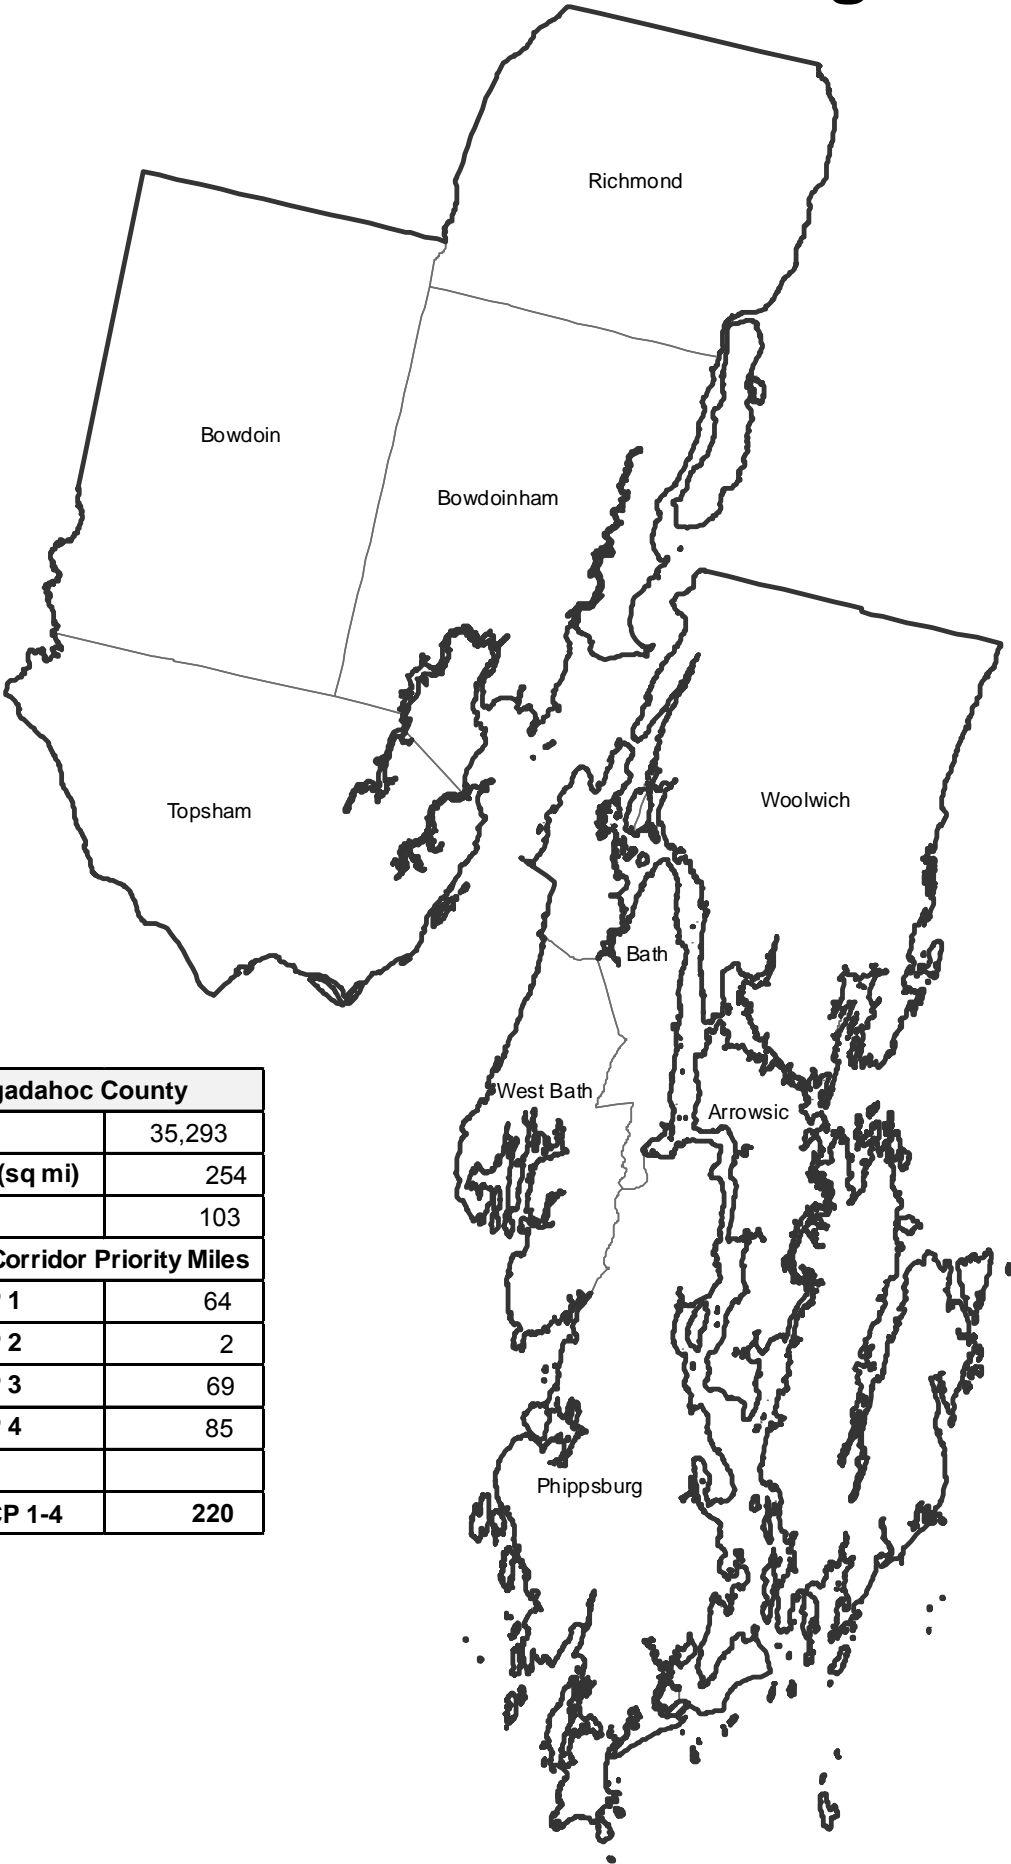 Richmond
Bowdoin
Bowdoinham
Woolwich
Topsham
Bath
West Bath
Arrowsic
gadahoc County
35,293
(sq mi) 254
103
Corridor Priority Miles
1 64
2 2
3 69
4 85
CP 1-4 220
Phippsburg